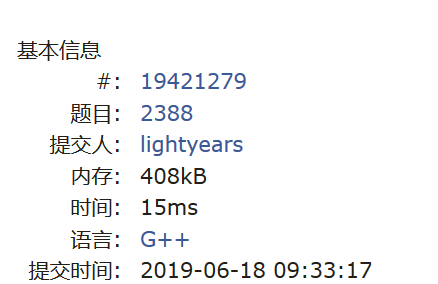 基本信息
#: 19421279
题目: 2388
提交人: lightyears
内存: 408kB
时间: 15ms
语言: G++
提交时间: 2019-06-18 09:33:17